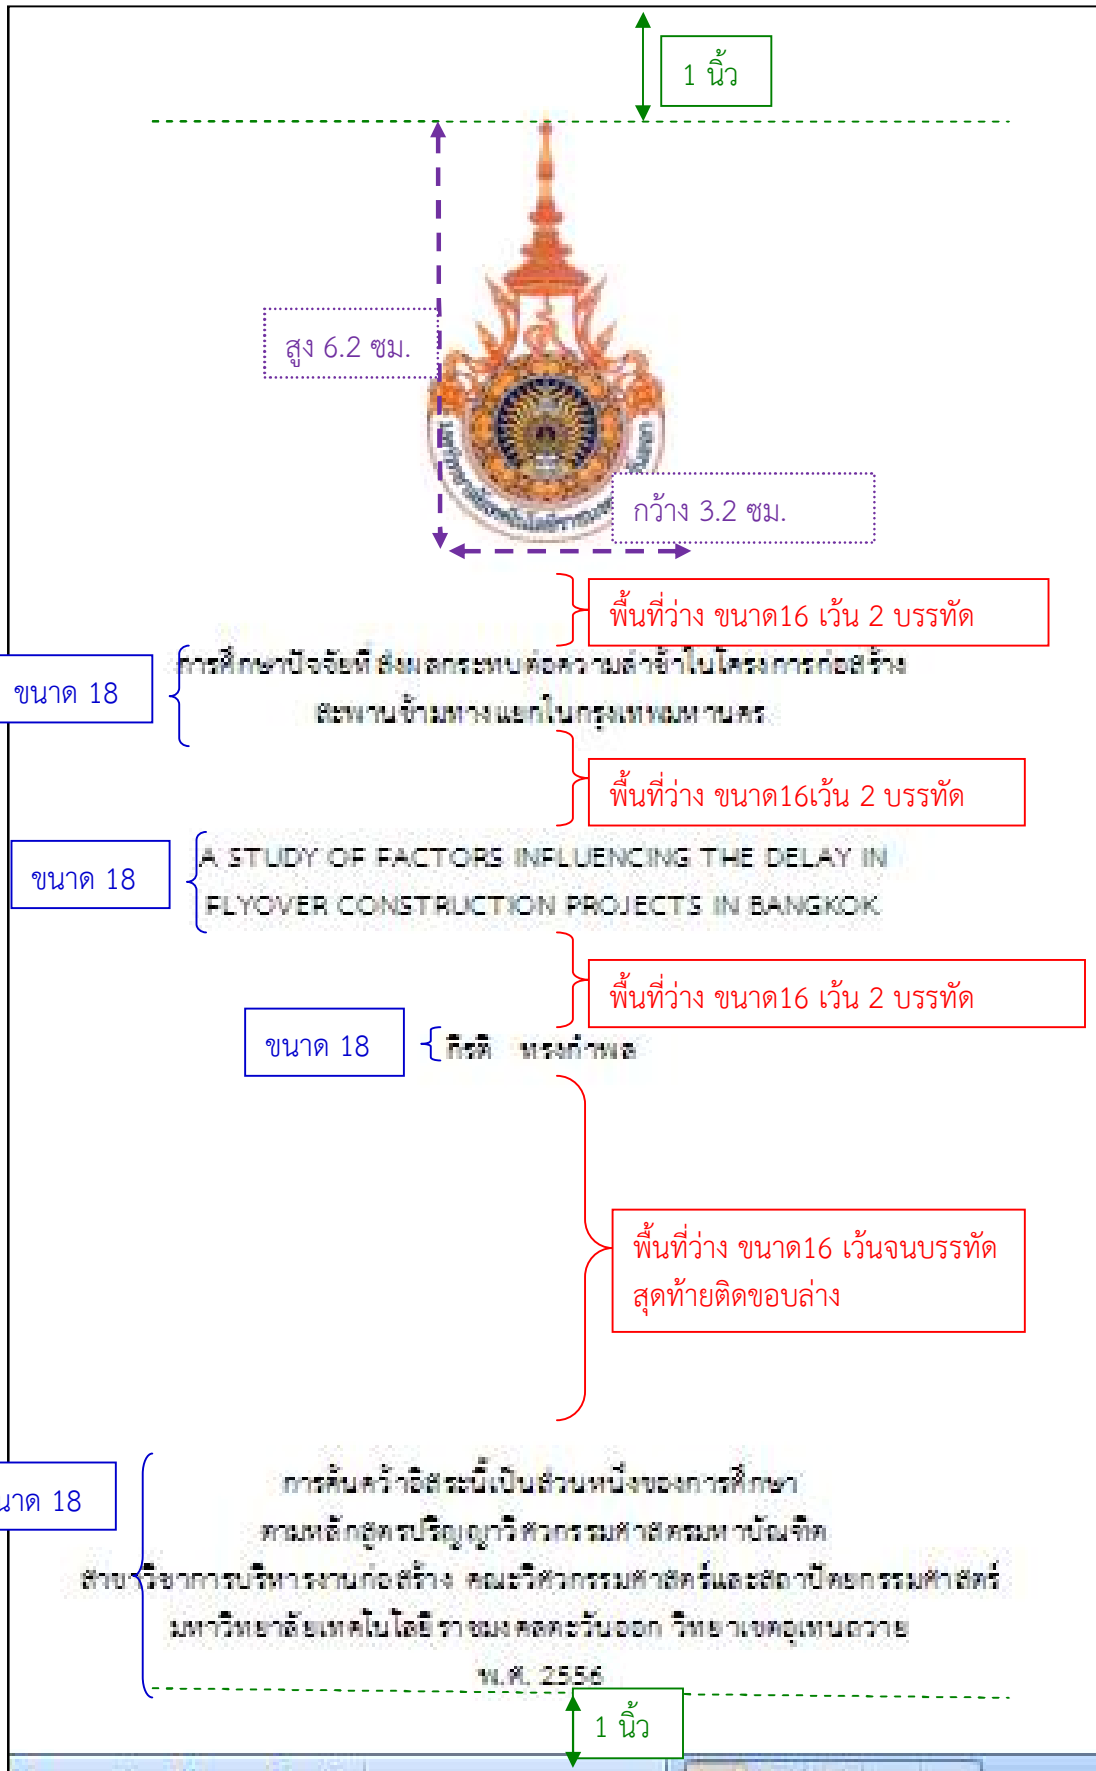 1 นิ้ว
สูง 6.2 ซม.
กว้าง 3.2 ซม.
พื้นที่ว่าง ขนาด16 เว้น 2 บรรทัด
ขนาด 18
การศึกษาปัจจัยที่ส่งผลกระทบต่อความล่าช้าในโครงการก่อสร้าง
สะพานข้ามทางแยกในกรุงเทพมหานคร
พื้นที่ว่าง ขนาด16เว้น 2 บรรทัด
ขนาด 18
A STUDY OF FACTORS INFLUENCING THE DELAY IN
FLYOVER CONSTRUCTION PROJECTS IN BANGKOK
พื้นที่ว่าง ขนาด16 เว้น 2 บรรทัด
ขนาด 18
กีรติ ทรงกำพล
พื้นที่ว่าง ขนาด16 เว้นจนบรรทัด
สุดท้ายติดขอบล่าง
นาด 18
การค้นคว้าอิสระนี้เป็นส่วนหนึ่งของการศึกษา
ตามหลักสูตรปริญญาวิศวกรรมศาสตรมหาบัณฑิต
สาขาวิชาการบริหารงานก่อสร้าง คณะวิศวกรรมศาสตร์และสถาปัตยกรรมศาสตร์
มหาวิทยาลัยเทคโนโลยีราชมงคลตะวันออก วิทยาเขตอุเทนถวาย
พ.ศ. 2556
1 นิ้ว